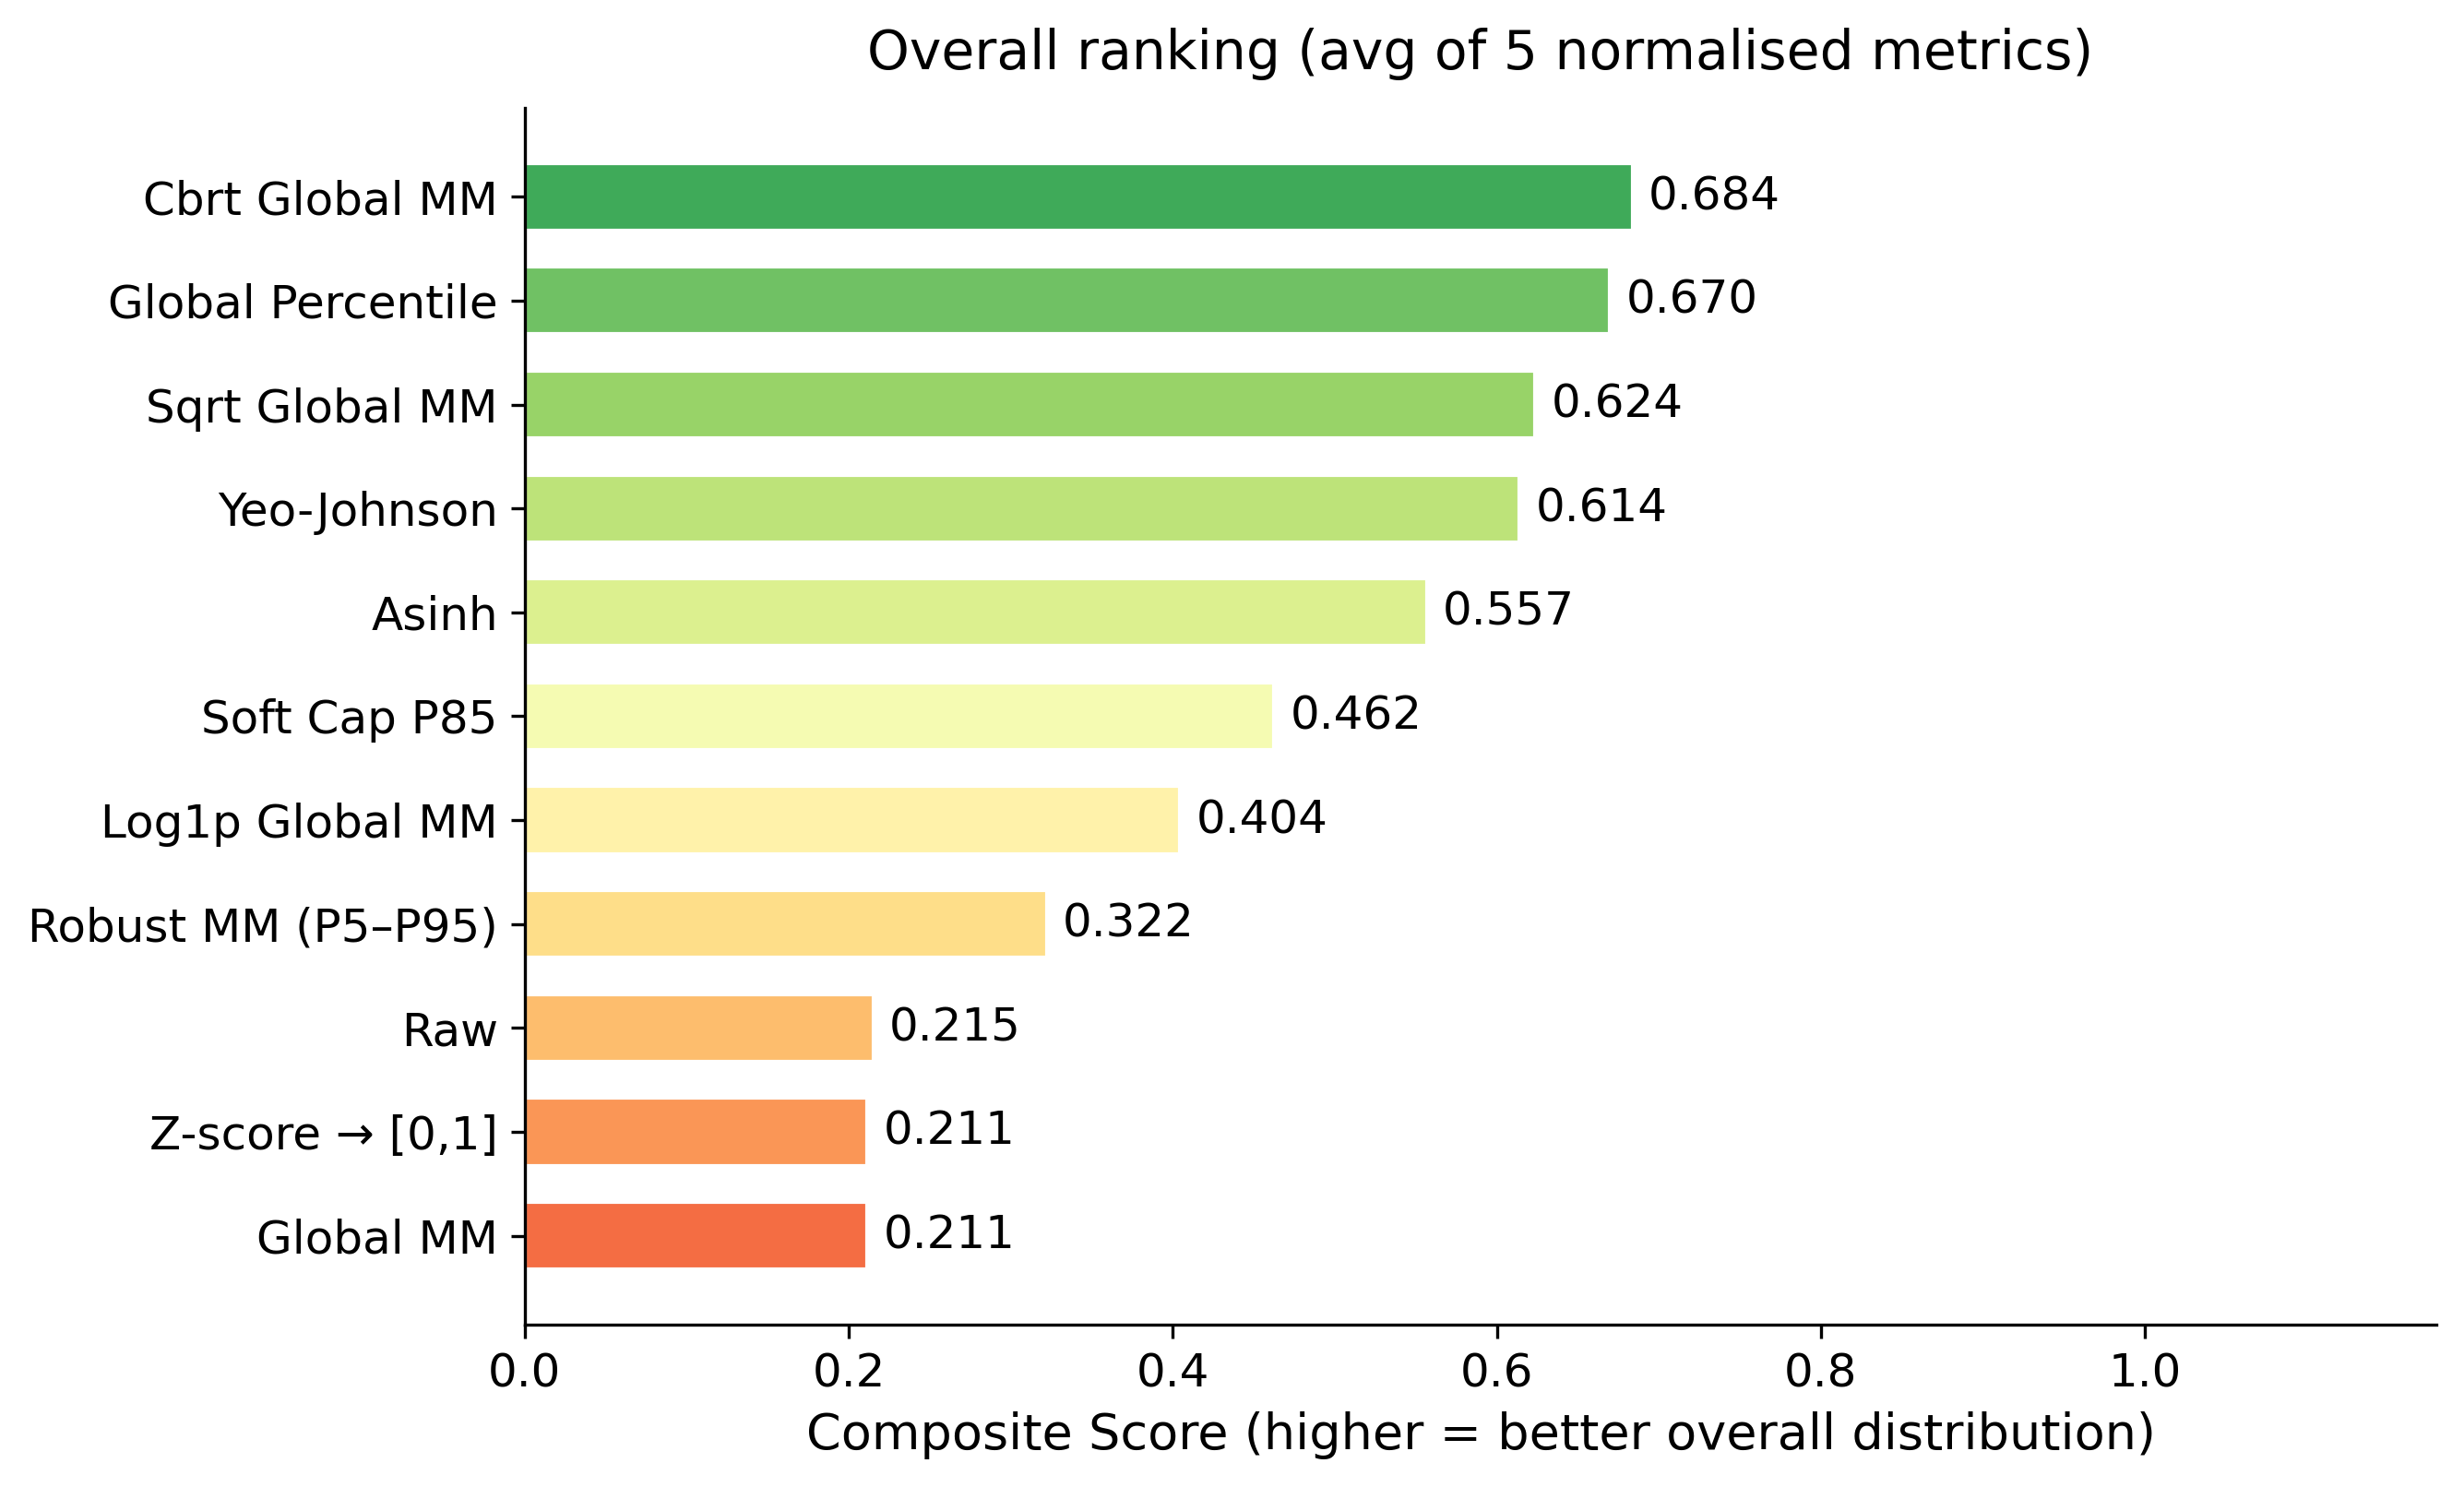 Overall ranking (avg of 5 normalised metrics)
Cbrt Global MM 0.684
Global Percentile 0.670
Sqrt Global MM 0.624
Yeo-Johnson 0.614
Asinh 0.557
Soft Cap P85 0.462
Log1p Global MM 0.404
Robust MM (P5–P95) 0.322
Raw 0.215
Z-score → [0,1] 0.211
Global MM 0.211
0.0 0.2 0.4 0.6 0.8 1.0
Composite Score (higher = better overall distribution)